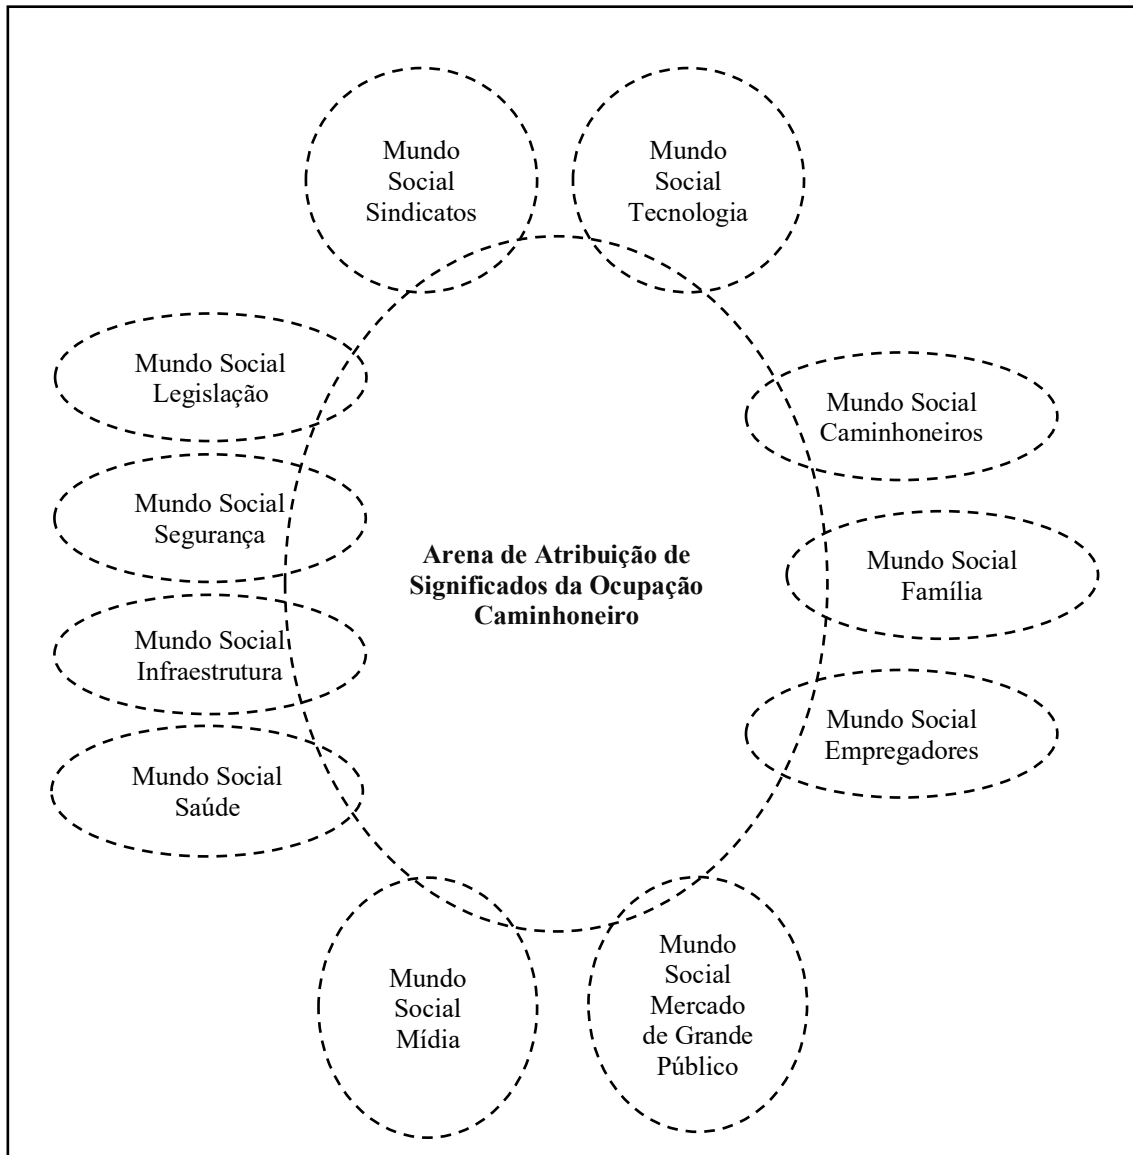 Mundo
Social
Sindicatos
Mundo
Social
Tecnologia
Mundo Social
Legislação
Mundo Social
Caminhoneiros
Mundo Social
Segurança
Arena de Atribuição de
Significados da Ocupação
Caminhoneiro
Mundo Social
Família
Mundo Social
Infraestrutura
Mundo Social
Empregadores
Mundo Social
Saúde
Mundo
Social
Mídia
Mundo
Social
Mercado
de Grande
Público